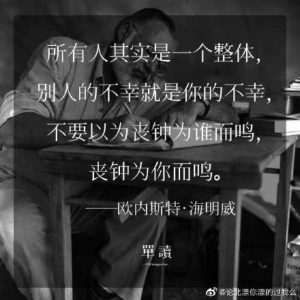 所有人其实是一个整体,
别人的不幸就是你的不幸,
不要以为丧钟为谁而鸣,
丧钟为你而鸣。
——欧内斯特·海明威
單讀